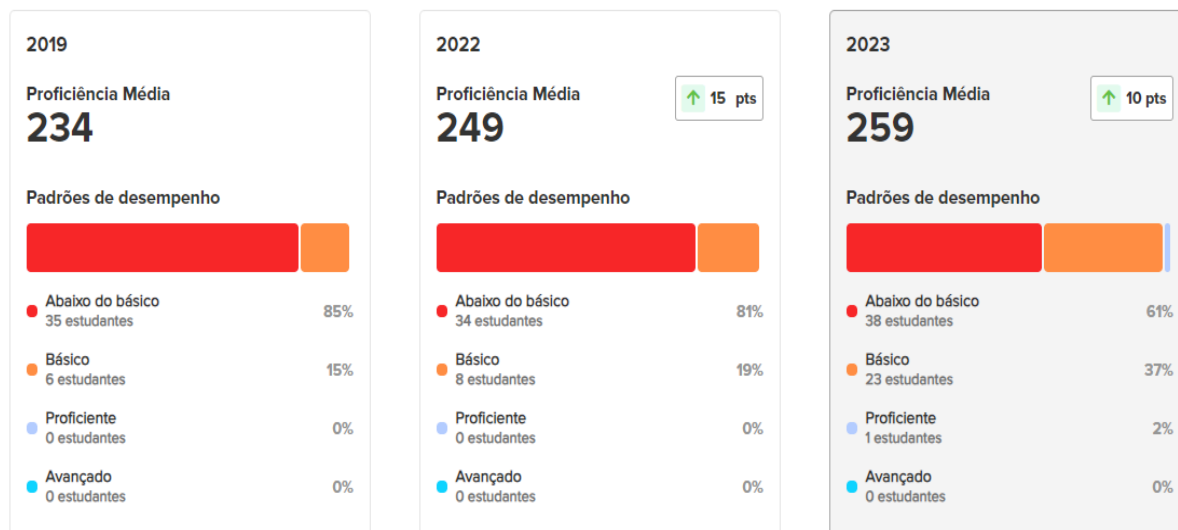 2019
Proficiência Média
234
Padrões de desempenho
Abaixo do básico
35 estudantes
85%
Básico
6 estudantes
15%
Proficiente
0 estudantes
0%
Avançado
0 estudantes
0%
2022
Proficiência Média
249
15 pts
Padrões de desempenho
Abaixo do básico
34 estudantes
81%
Básico
8 estudantes
19%
Proficiente
0 estudantes
0%
Avançado
0 estudantes
0%
2023
Proficiência Média
259
10 pts
Padrões de desempenho
Abaixo do básico
38 estudantes
61%
Básico
23 estudantes
37%
Proficiente
1 estudantes
2%
Avançado
0 estudantes
0%